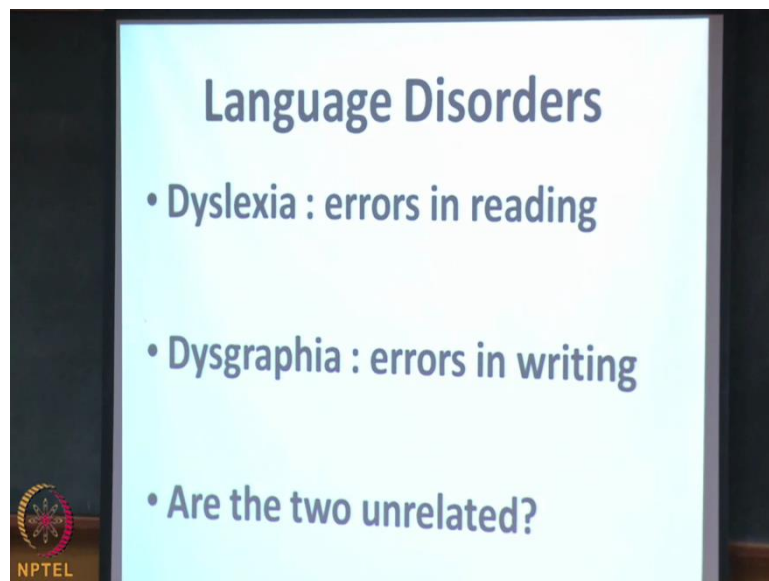 Language Disorders
• Dyslexia : errors in reading
• Dysgraphia : errors in writing
• Are the two unrelated?
NPTEL